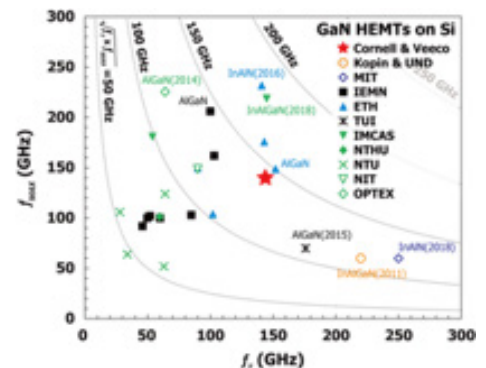 GaN HEMTs on Si
Cornell & Veeco
Kopin & UND
MIT
IEMN
ETH
TUI
IMCAS
NTHU
NTU
NIT
OPTEX
√(fτ × fmax) = 50 GHz
100 GHz
150 GHz
200 GHz
250 GHz
AlGaN(2014)
AlGaN
InAlN(2016)
InAlGaN(2018)
AlGaN
AlGaN(2015)
InAlN(2018)
InAlGaN(2011)
300
250
200
150
100
50
0
fMAX (GHz)
0 50 100 150 200 250 300
fτ (GHz)